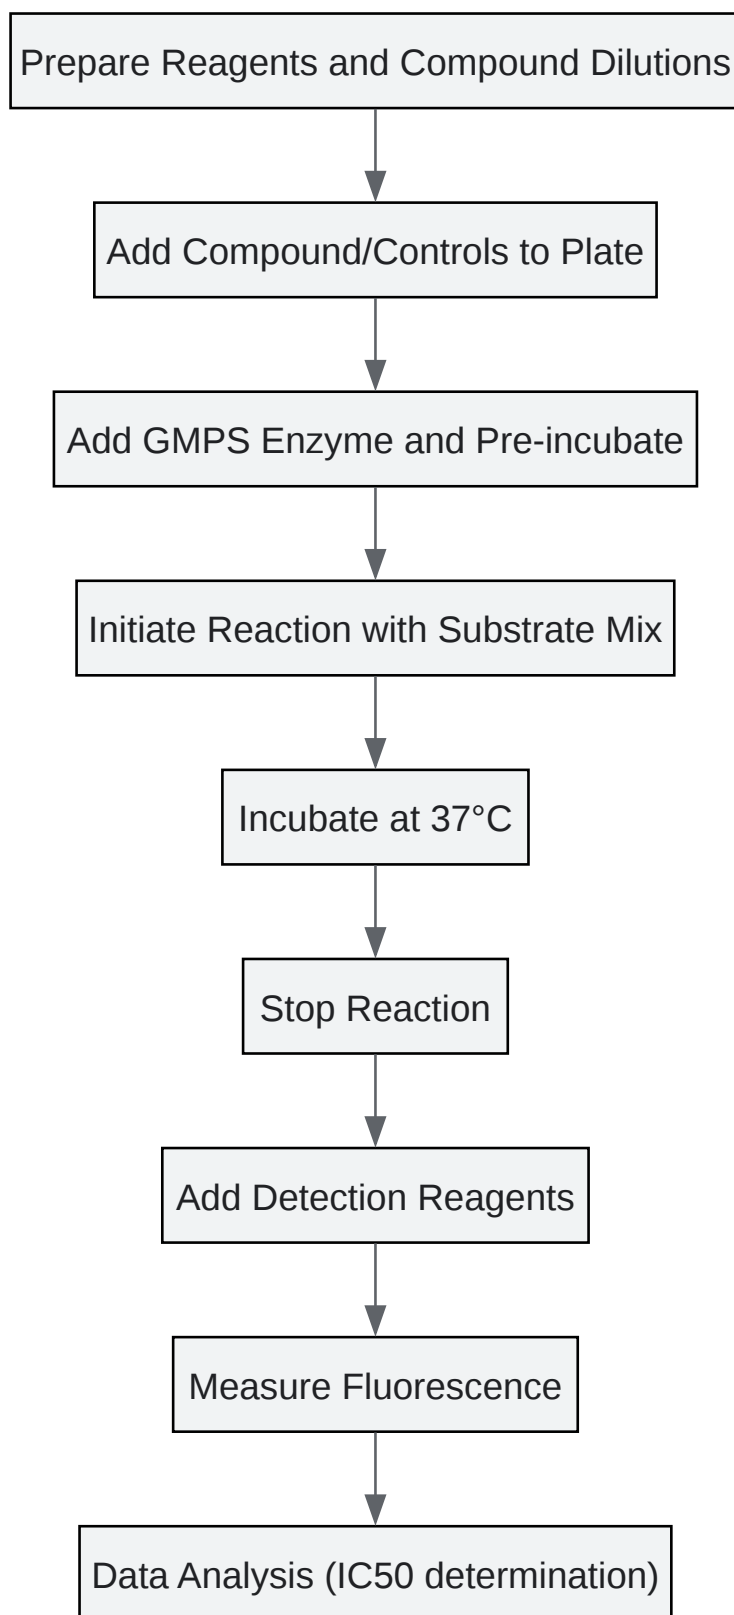 Prepare Reagents and Compound Dilutions
Add Compound/Controls to Plate
Add GMPS Enzyme and Pre-incubate
Initiate Reaction with Substrate Mix
Incubate at 37°C
Stop Reaction
Add Detection Reagents
Measure Fluorescence
Data Analysis (IC50 determination)